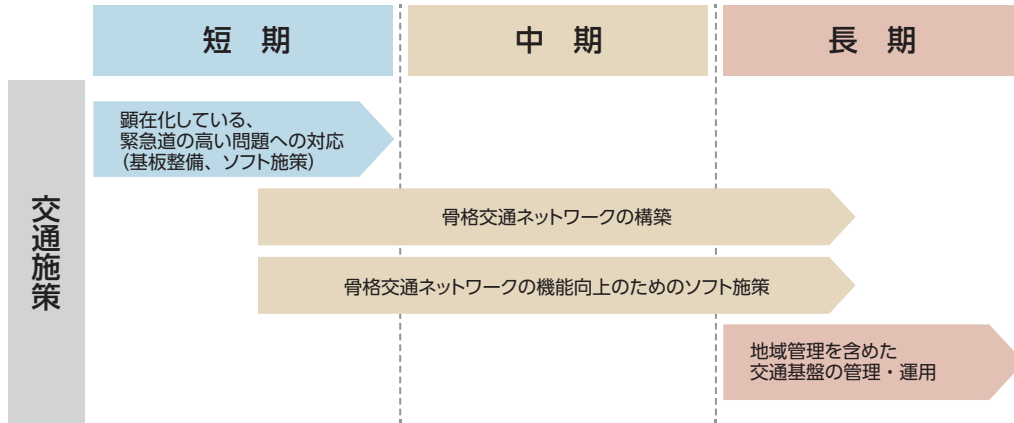 短 期
中 期
長 期
交通施策
顕在化している、
緊急道の高い問題への対応
（基板整備、ソフト施策）
骨格交通ネットワークの構築
骨格交通ネットワークの機能向上のためのソフト施策
地域管理を含めた
交通基盤の管理・運用